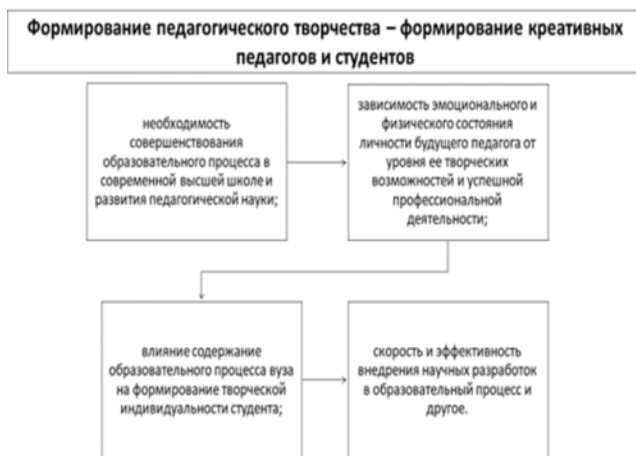 Формирование педагогического творчества – формирование креативных
педагогов и студентов
необходимость
совершенствования
образовательного процесса в
современной высшей школе и
развития педагогической науки;
зависимость эмоционального и
физического состояния
личности будущего педагога от
уровня ее творческих
возможностей и успешной
профессиональной
деятельности;
влияние содержание
образовательного процесса вуза
на формирование творческой
индивидуальности студента;
скорость и эффективность
внедрения научных разработок
в образовательный процесс и
другое.